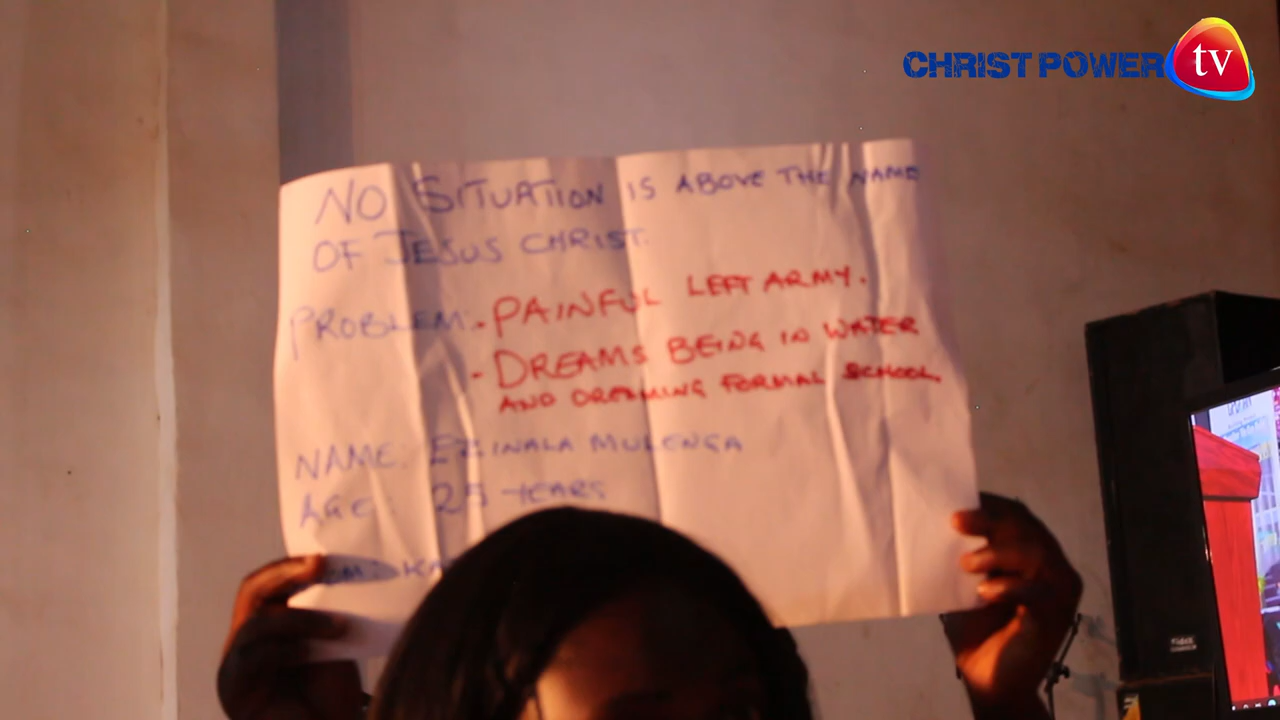 CHRIST POWER tv
NO SITUATION IS ABOVE THE NAME
OF JESUS CHRIST.
PROBLEM:- PAINFUL LEFT ARMY.
- DREAMS BEING IN WATER
AND DREAMING FORMAL SCHOOL.
NAME: EZINALA MULENGA
AGE: 25 YEARS